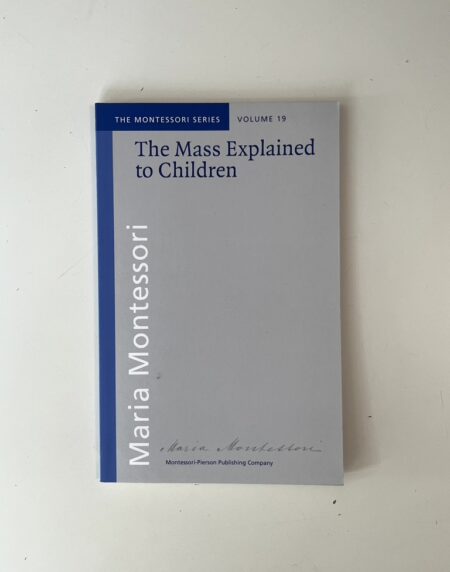 THE MONTESSORI SERIES VOLUME 19
The Mass Explained
to Children
Maria Montessori
Maria Montessori
Montessori-Pierson Publishing Company